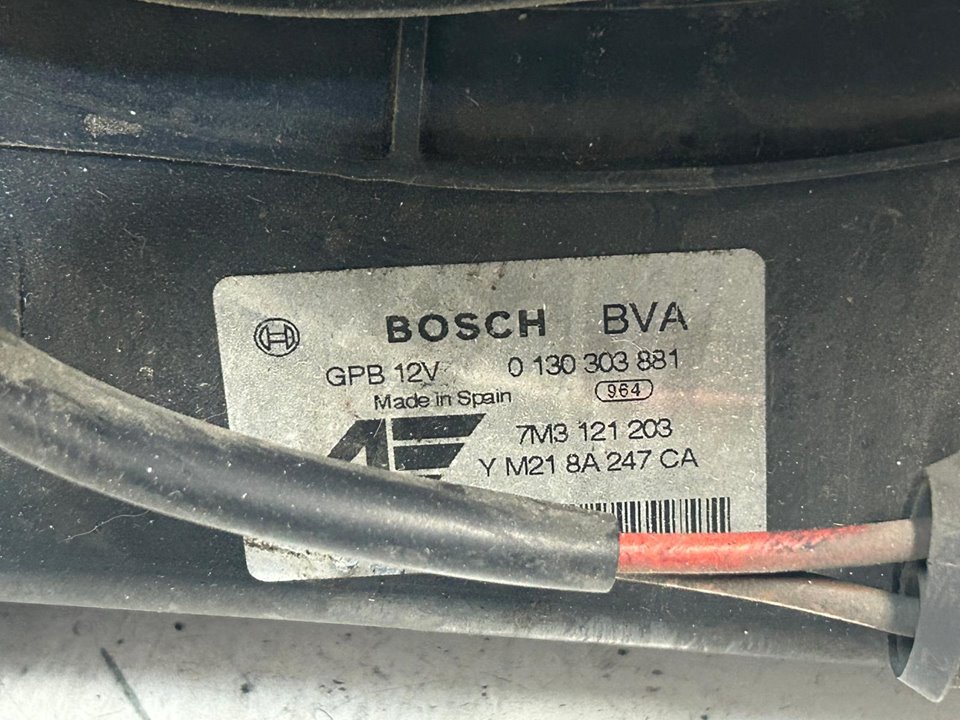 BOSCH BVA
GPB 12V 0 130 303 881
Made in Spain 964
7M3 121 203
Y M21 8A 247 CA